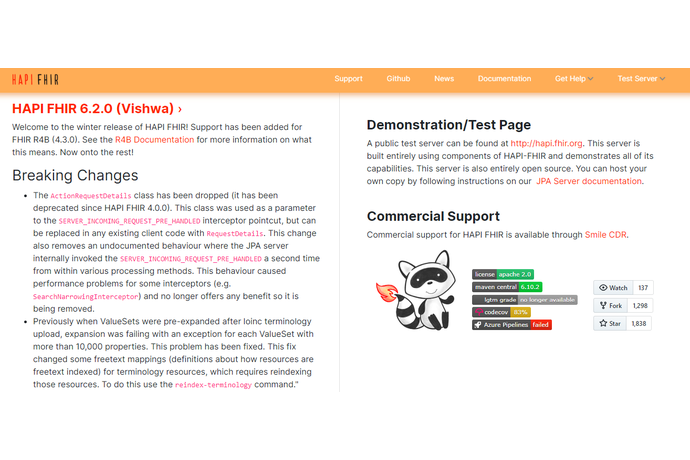 HAPI FHIR
Support
Github
News
Documentation
Get Help
Test Server
HAPI FHIR 6.2.0 (Vishwa) ›
Welcome to the winter release of HAPI FHIR! Support has been added for
FHIR R4B (4.3.0). See the R4B Documentation for more information on what
this means. Now onto the rest!
Breaking Changes
• The ActionRequestDetails class has been dropped (it has been
deprecated since HAPI FHIR 4.0.0). This class was used as a parameter to
the SERVER_INCOMING_REQUEST_PRE_HANDLED interceptor pointcut, but can
be replaced in any existing client code with RequestDetails. This change
also removes an undocumented behaviour where the JPA server
internally invoked the SERVER_INCOMING_REQUEST_PRE_HANDLED a second time
from within various processing methods. This behaviour caused
performance problems for some interceptors (e.g.
SearchNarrowingInterceptor) and no longer offers any benefit so it is
being removed.
• Previously when ValueSets were pre-expanded after loinc terminology
upload, expansion was failing with an exception for each ValueSet with
more than 10,000 properties. This problem has been fixed. This fix
changed some freetext mappings (definitions about how resources are
freetext indexed) for terminology resources, which requires reindexing
those resources. To do this use the reindex-terminology command."
Demonstration/Test Page
A public test server can be found at http://hapi.fhir.org. This server is
built entirely using components of HAPI-FHIR and demonstrates all of its
capabilities. This server is also entirely open source. You can host your
own copy by following instructions on our JPA Server documentation.
Commercial Support
Commercial support for HAPI FHIR is available through Smile CDR.
license apache 2.0
maven central 6.10.2
lgtm grade no longer available
codecov 83%
Azure Pipelines failed
Watch 137
Fork 1,298
Star 1,838